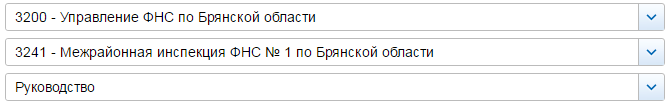 3200 - Управление ФНС по Брянской области
3241 - Межрайонная инспекция ФНС № 1 по Брянской области
Руководство